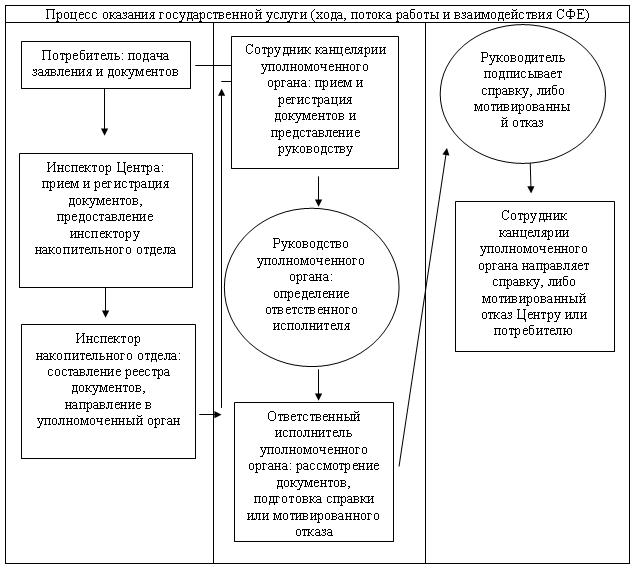 Процесс оказания государственной услуги (хода, потока работы и взаимодействия СФЕ)
Потребитель: подача
заявления и документов
Инспектор Центра:
прием и регистрация
документов,
предоставление
инспектору
накопительного отдела
Инспектор
накопительного отдела:
составление реестра
документов,
направление в
уполномоченный орган
Сотрудник канцелярии
уполномоченного
органа: прием и
регистрация
документов и
представление
руководству
Руководство
уполномоченного
органа:
определение
ответственного
исполнителя
Ответственный
исполнитель
уполномоченного
органа: рассмотрение
документов,
подготовка справки
или мотивированного
отказа
Руководитель
подписывает
справку, либо
мотивированны
й отказ
Сотрудник
канцелярии
уполномоченного
органа направляет
справку, либо
мотивированный
отказ Центру или
потребителю